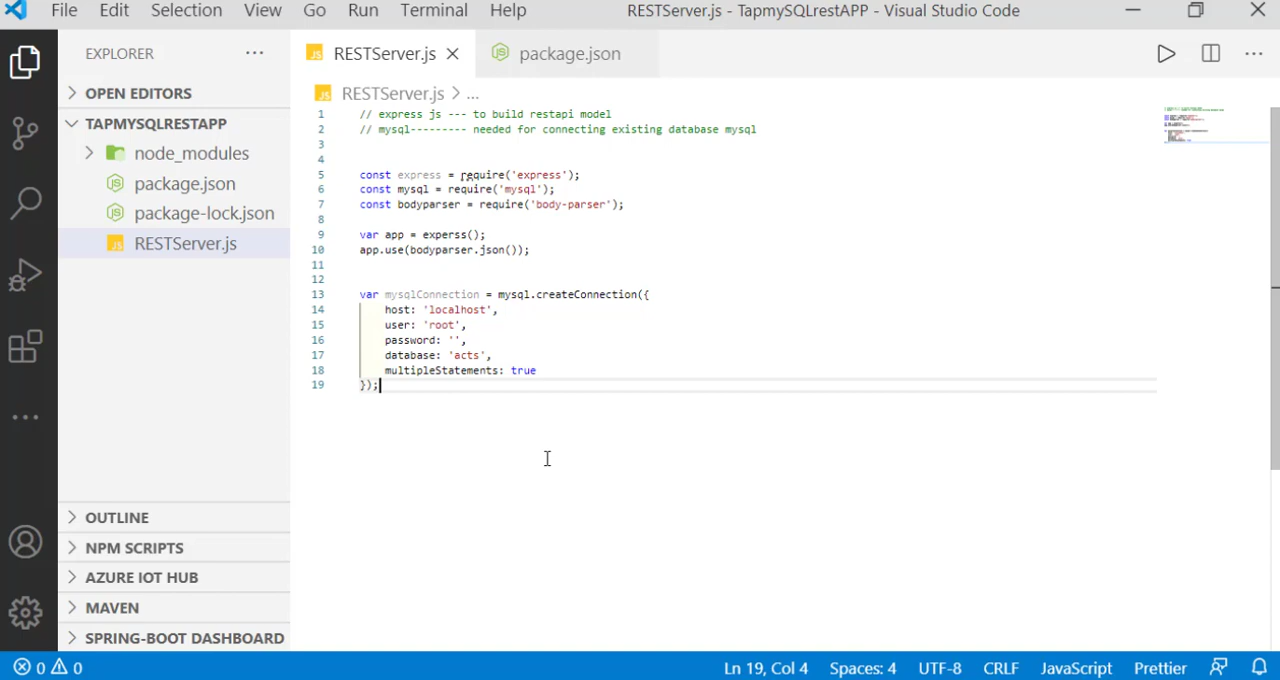 File Edit Selection View Go Run Terminal Help RESTServer.js - TapmySQLrestAPP - Visual Studio Code
EXPLORER ...
OPEN EDITORS
TAPMYSQLRESTAPP
node_modules
package.json
package-lock.json
JS RESTServer.js
OUTLINE
NPM SCRIPTS
AZURE IOT HUB
MAVEN
SPRING-BOOT DASHBOARD
JS RESTServer.js JS package.json
JS RESTServer.js > ...
1 // express js --- to build restapi model
2 // mysql--------- needed for connecting existing database mysql
3
4
5 const express = require('express');
6 const mysql = require('mysql');
7 const bodyparser = require('body-parser');
8
9 var app = experss();
10 app.use(bodyparser.json());
11
12
13 var mysqlConnection = mysql.createConnection({
14 host: 'localhost',
15 user: 'root',
16 password: '',
17 database: 'acts',
18 multipleStatements: true
19 });
0 0 Ln 19, Col 4 Spaces: 4 UTF-8 CRLF JavaScript Prettier